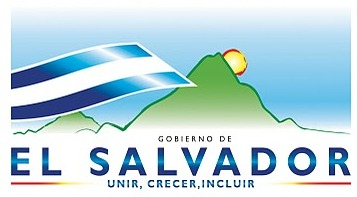 GOBIERNO DE
EL SALVADOR
UNIR, CRECER,INCLUIR